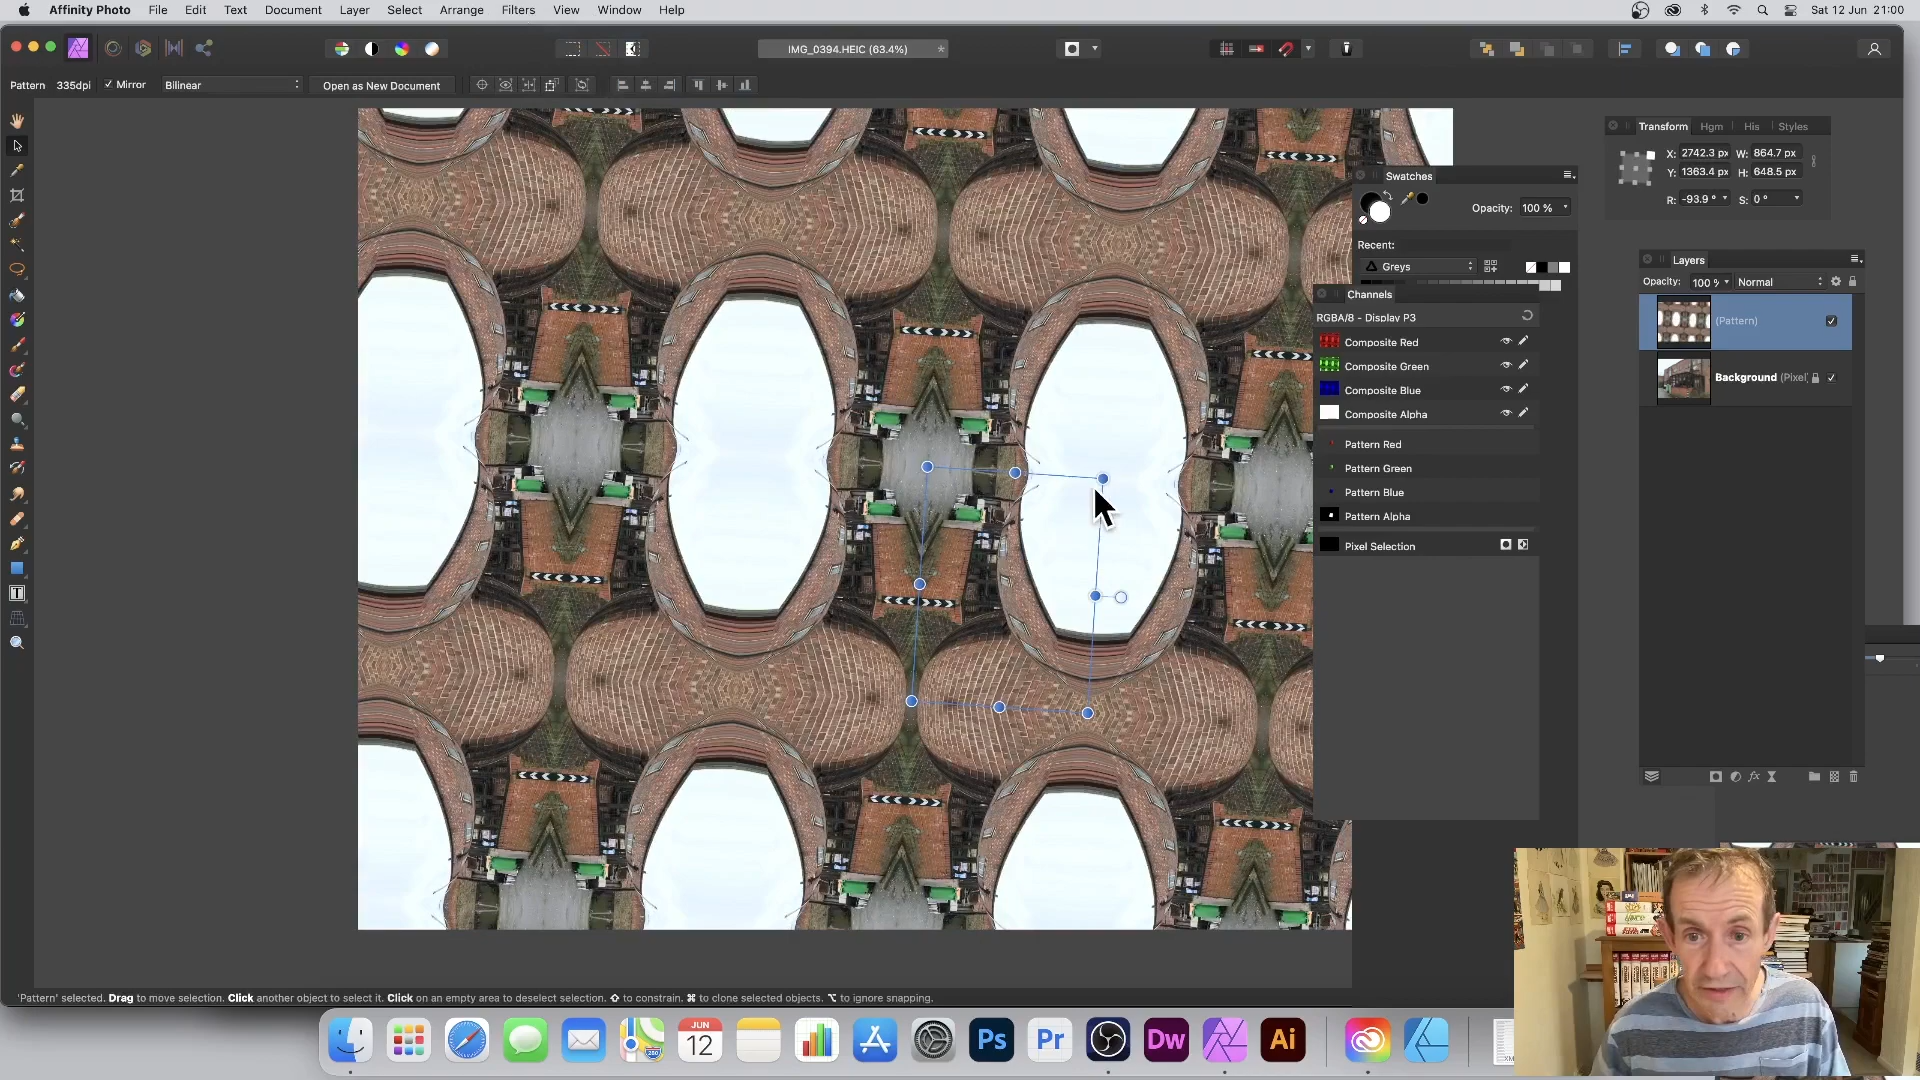 Affinity Photo File Edit Text Document Layer Select Arrange Filters View Window Help Sat 12 Jun 21:00
IMG_0394.HEIC (63.4%) *
Pattern 335dpi Mirror Bilinear Open as New Document
Transform Hgm His Styles
X: 2742.3 px W: 864.7 px
Y: 1363.4 px H: 648.5 px
R: -93.9 ° S: 0 °
Swatches
Opacity: 100 %
Recent:
Greys
Channels
RGBA/8 - Display P3
Composite Red
Composite Green
Composite Blue
Composite Alpha
Pattern Red
Pattern Green
Pattern Blue
Pattern Alpha
Pixel Selection
Layers
Opacity: 100 % Normal
(Pattern)
Background (Pixel)
'Pattern' selected. Drag to move selection. Click another object to select it. Click on an empty area to deselect selection. ⇧ to constrain. ⌘ to clone selected objects. ⌥ to ignore snapping.
JUN
12
280
Ps
Pr
Dw
Ai
XM